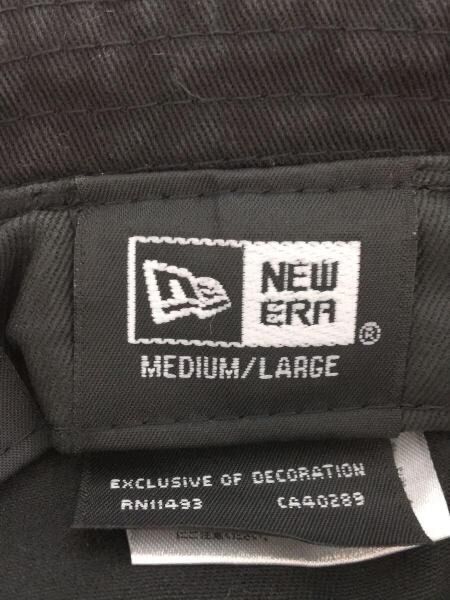 NEW
ERA
®
MEDIUM/LARGE
EXCLUSIVE OF DECORATION
RN11493 CA40289